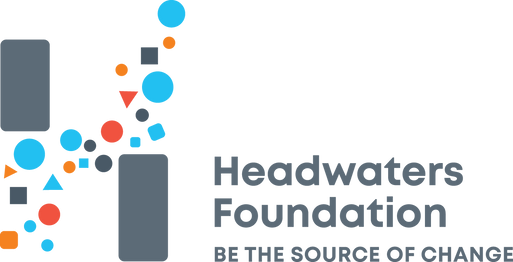 Headwaters
Foundation
BE THE SOURCE OF CHANGE